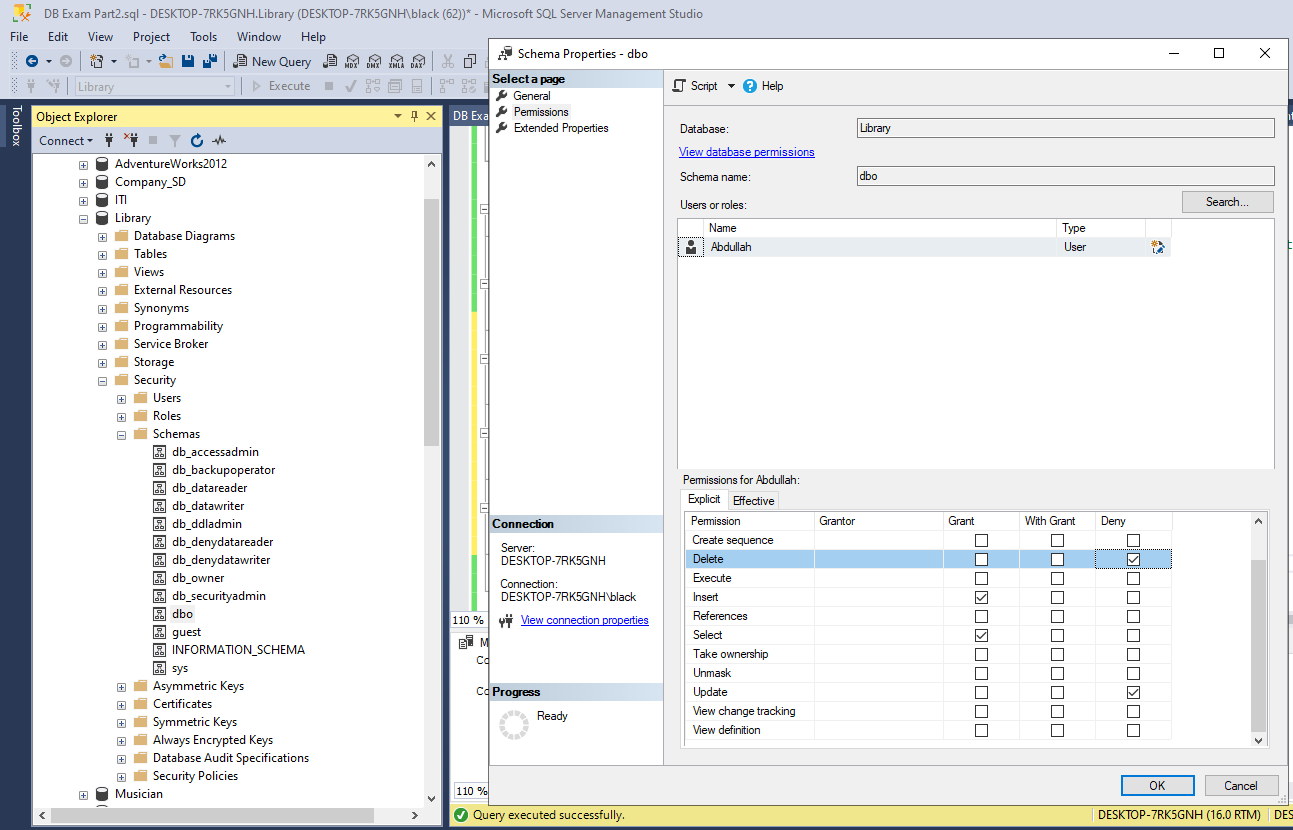 DB Exam Part2.sql - DESKTOP-7RK5GNH.Library (DESKTOP-7RK5GNH\black (62))* - Microsoft SQL Server Management Studio
File Edit View Project Tools Window Help
New Query MDX DMX XMLA DAX
Library Execute
Toolbox
Object Explorer
Connect
AdventureWorks2012
Company_SD
ITI
Library
Database Diagrams
Tables
Views
External Resources
Synonyms
Programmability
Service Broker
Storage
Security
Users
Roles
Schemas
db_accessadmin
db_backupoperator
db_datareader
db_datawriter
db_ddladmin
db_denydatareader
db_denydatawriter
db_owner
db_securityadmin
dbo
guest
INFORMATION_SCHEMA
sys
Asymmetric Keys
Certificates
Symmetric Keys
Always Encrypted Keys
Database Audit Specifications
Security Policies
Musician
DB Exa
110 %
M
Co
Co
110 %
Schema Properties - dbo
Select a page
General
Permissions
Extended Properties
Connection
Server:
DESKTOP-7RK5GNH
Connection:
DESKTOP-7RK5GNH\black
View connection properties
Progress
Ready
Script Help
Database: Library
View database permissions
Schema name: dbo
Users or roles: Search...
Name Type
Abdullah User
Permissions for Abdullah:
Explicit Effective
Permission Grantor Grant With Grant Deny
Create sequence
Delete
Execute
Insert
References
Select
Take ownership
Unmask
Update
View change tracking
View definition
OK Cancel
Query executed successfully. DESKTOP-7RK5GNH (16.0 RTM) DES